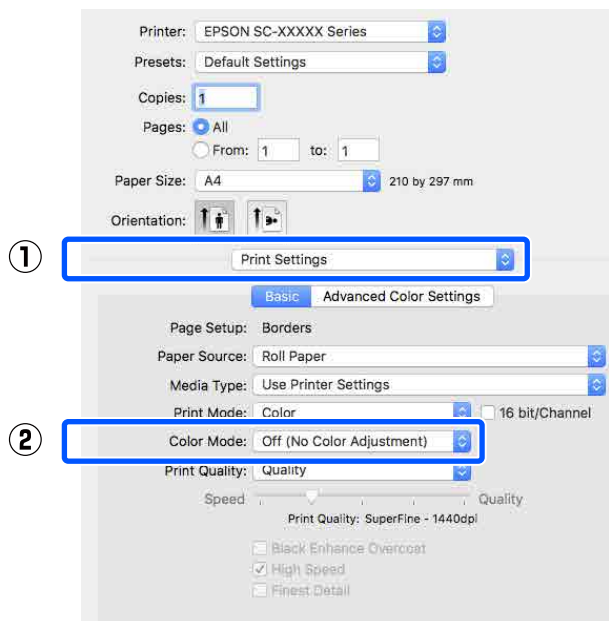 Printer: EPSON SC-XXXXX Series
Presets: Default Settings
Copies: 1
Pages: All
From: 1 to: 1
Paper Size: A4 210 by 297 mm
Orientation:
① Print Settings
Basic Advanced Color Settings
Page Setup: Borders
Paper Source: Roll Paper
Media Type: Use Printer Settings
Print Mode: Color 16 bit/Channel
② Color Mode: Off (No Color Adjustment)
Print Quality: Quality
Speed Quality
Print Quality: SuperFine - 1440dpi
Black Enhance Overcoat
High Speed
Finest Detail